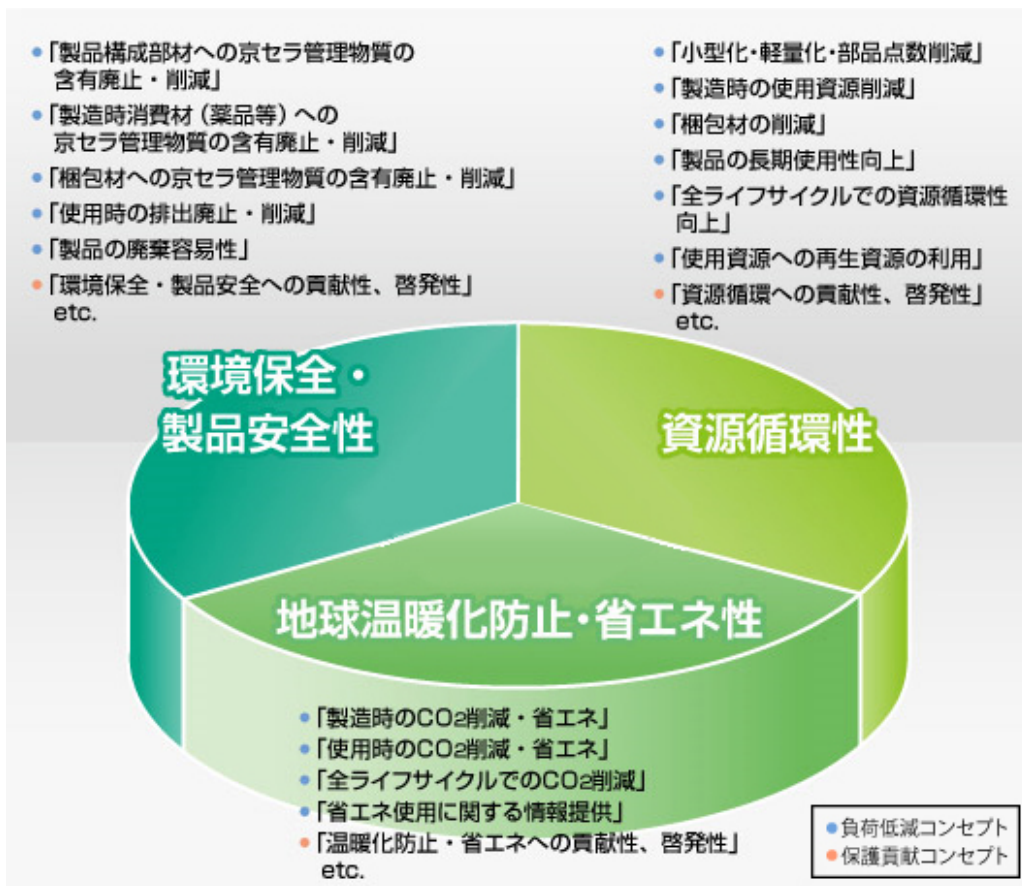 •「製品構成部材への京セラ管理物質の
含有廃止・削減」
•「製造時消費材（薬品等）への
京セラ管理物質の含有廃止・削減」
•「梱包材への京セラ管理物質の含有廃止・削減」
•「使用時の排出廃止・削減」
•「製品の廃棄容易性」
•「環境保全・製品安全への貢献性、啓発性」
etc.
•「小型化・軽量化・部品点数削減」
•「製造時の使用資源削減」
•「梱包材の削減」
•「製品の長期使用性向上」
•「全ライフサイクルでの資源循環性
向上」
•「使用資源への再生資源の利用」
•「資源循環への貢献性、啓発性」
etc.
環境保全・
製品安全性
資源循環性
地球温暖化防止・省エネ性
•「製造時のCO2削減・省エネ」
•「使用時のCO2削減・省エネ」
•「全ライフサイクルでのCO2削減」
•「省エネ使用に関する情報提供」
•「温暖化防止・省エネへの貢献性、啓発性」
etc.
•負荷低減コンセプト
•保護貢献コンセプト